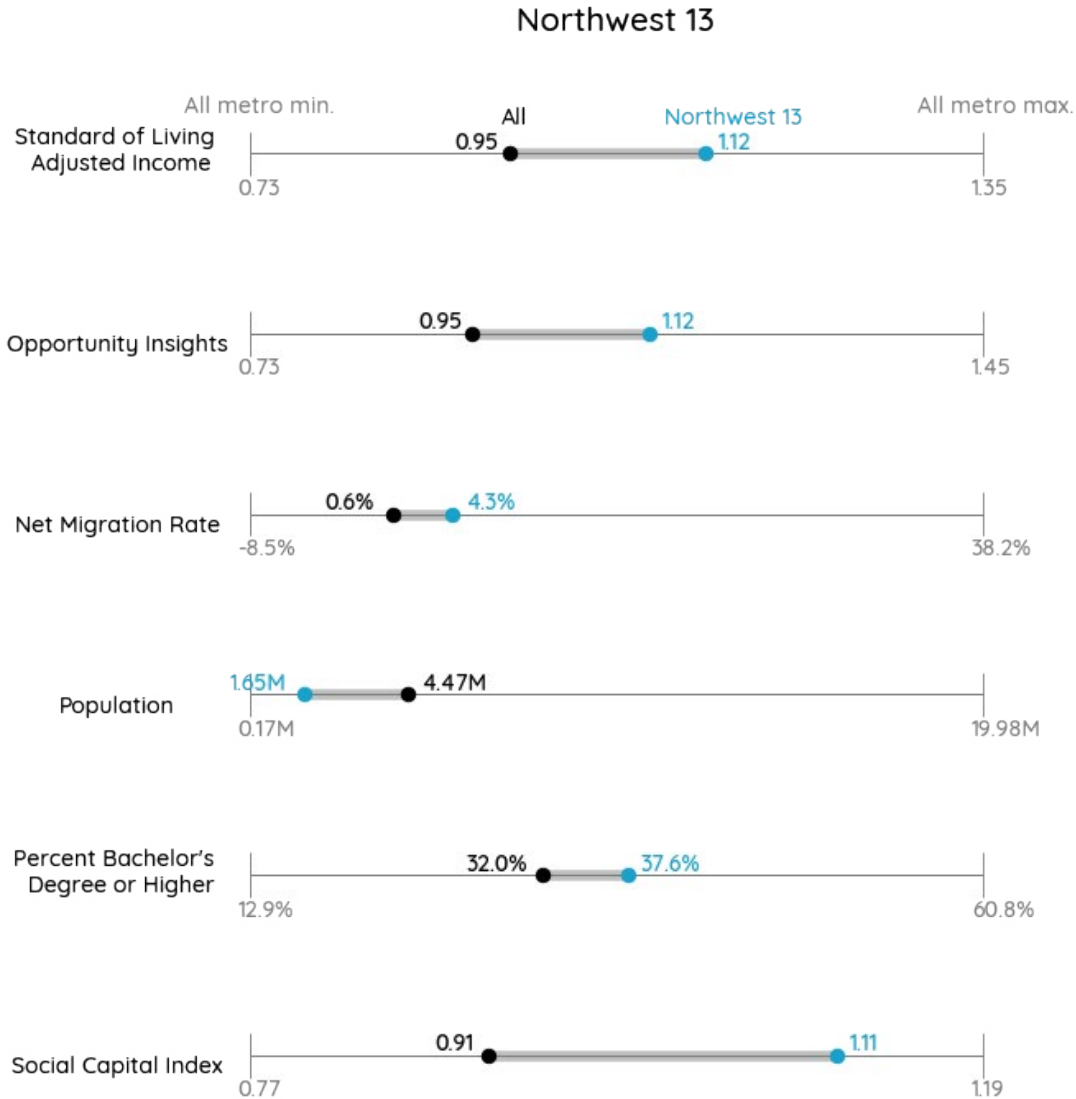 Northwest 13
All metro min.
All
Northwest 13
All metro max.
Standard of Living
Adjusted Income
0.95
1.12
0.73
1.35
Opportunity Insights
0.95
1.12
0.73
1.45
Net Migration Rate
0.6%
4.3%
-8.5%
38.2%
Population
1.65M
4.47M
0.17M
19.98M
Percent Bachelor's
Degree or Higher
32.0%
37.6%
12.9%
60.8%
Social Capital Index
0.91
1.11
0.77
1.19